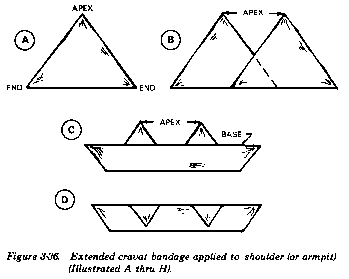 APEX
A
END
END
APEX
B
APEX
C
BASE
D
Figure 3-36. Extended cravat bandage applied to shoulder (or armpit)
(Illustrated A thru H).